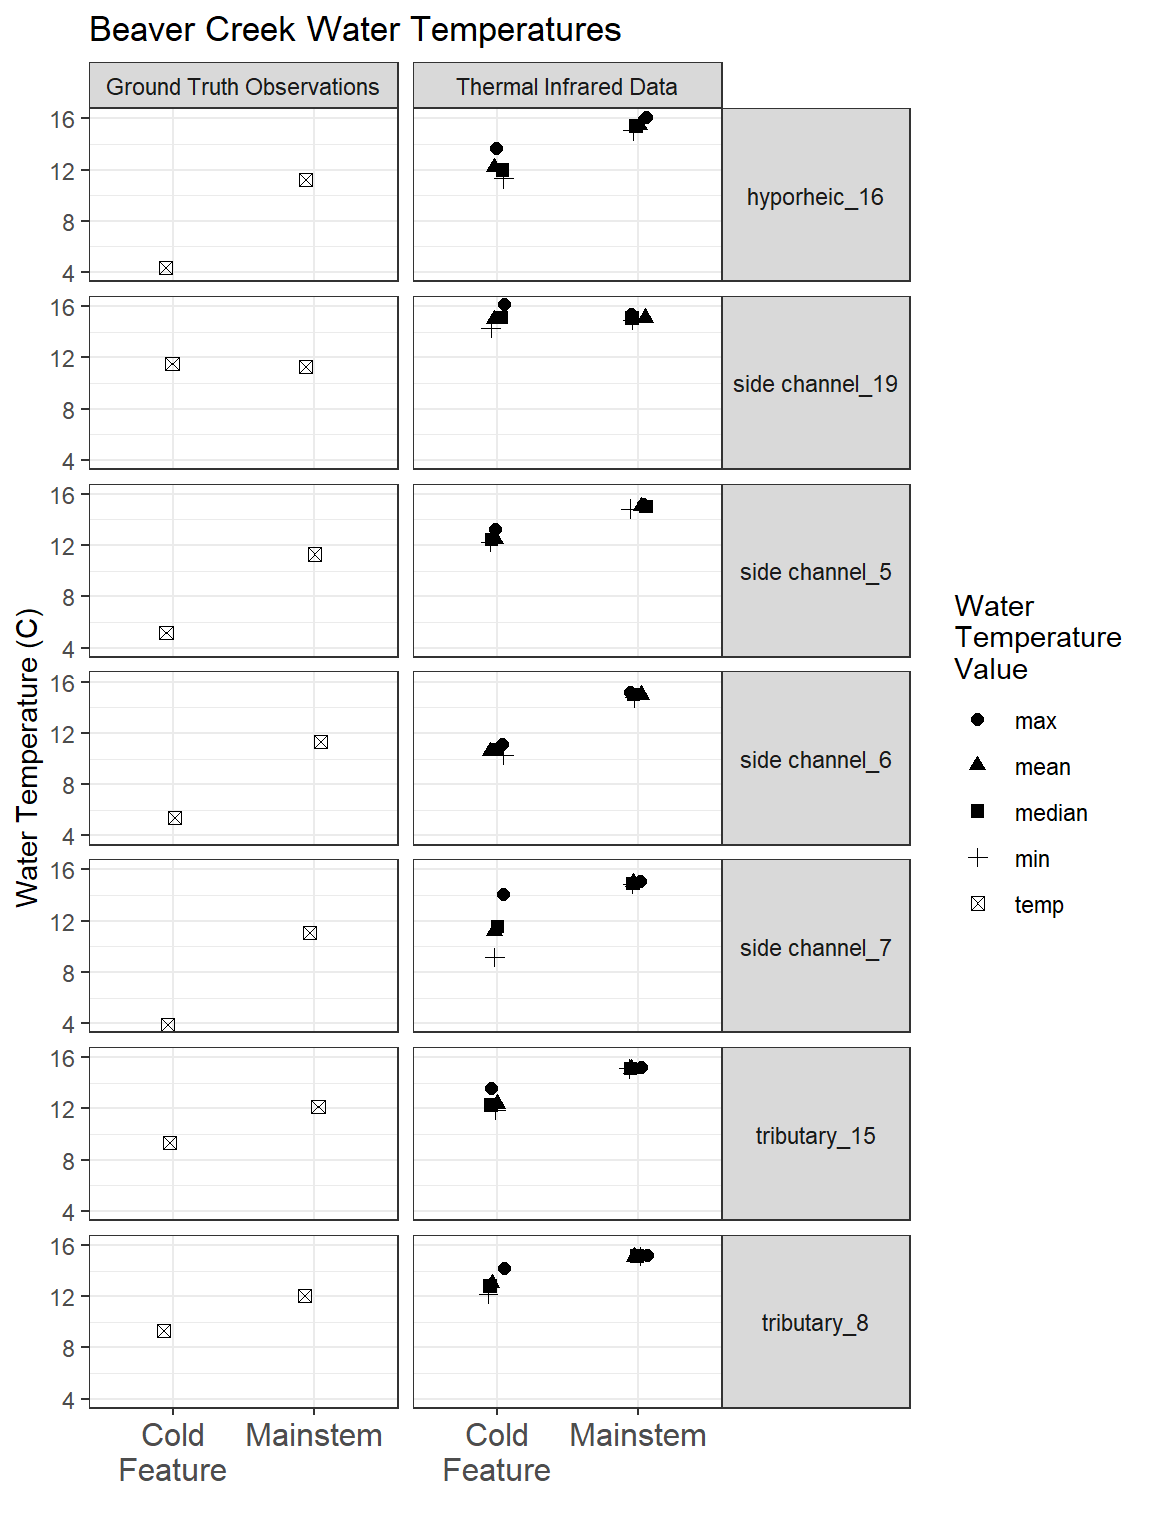 Beaver Creek Water Temperatures
Ground Truth Observations
Thermal Infrared Data
16
12
8
4
hyporheic_16
16
12
8
4
side channel_19
16
12
8
4
side channel_5
16
12
8
4
side channel_6
16
12
8
4
side channel_7
16
12
8
4
tributary_15
16
12
8
4
tributary_8
Water Temperature (C)
Cold
Feature
Mainstem
Cold
Feature
Mainstem
Water
Temperature
Value
max
mean
median
min
temp